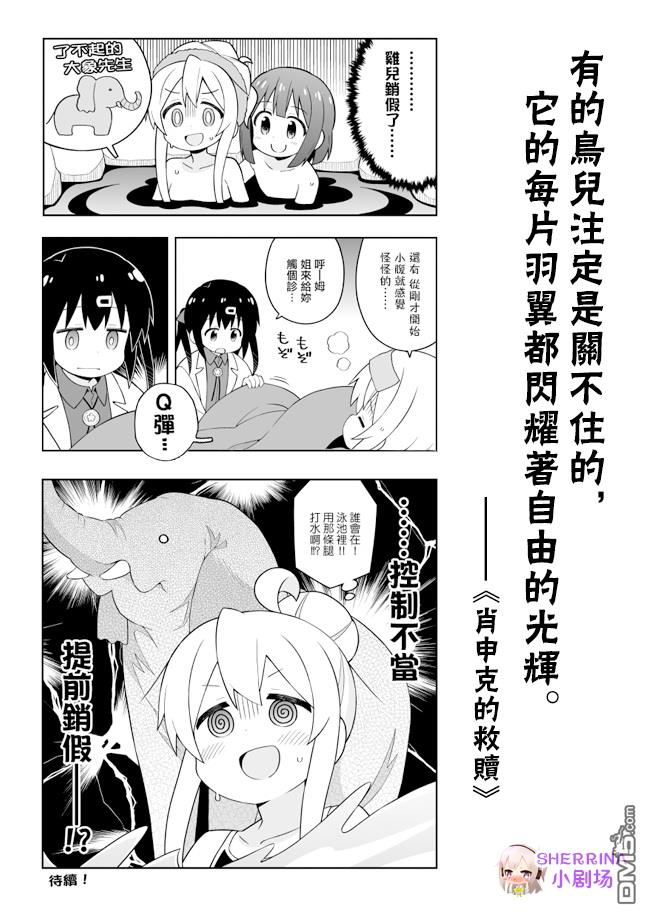 有的鳥兒注定是關不住的，
它的每片羽翼都閃耀著自由的光輝。
——《肖申克的救贖》
…………
雞兒銷假了……
了不起的
大象先生
還有 從剛才開始
小腹就感覺
怪怪的……
呼—姆
姐來給妳
觸個診…
もぞ
もぞ
Q
彈…
誰會在！
泳池裡!!
用那條腿
打水啊!!?
……控制不當
提前銷假——!?
待續！
SHERRINA
小剧场
DM5.com